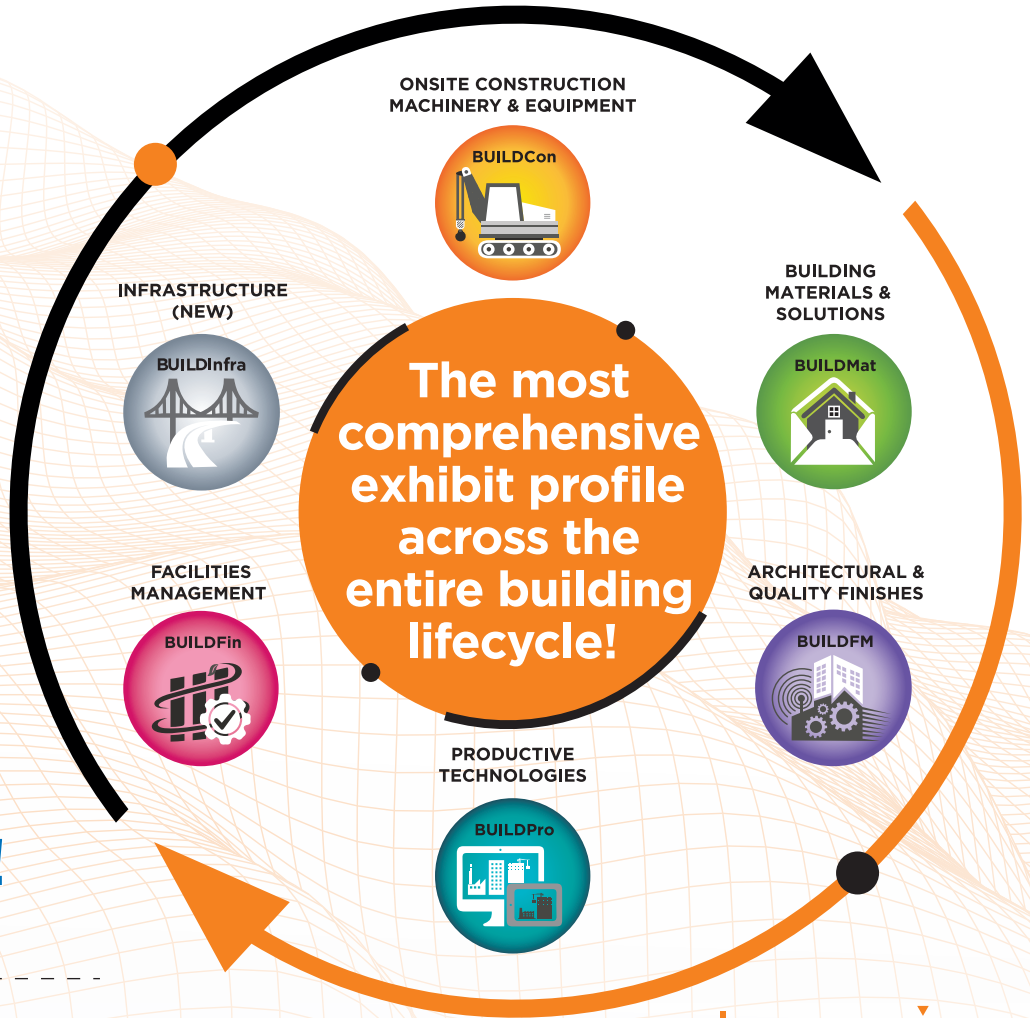 ONSITE CONSTRUCTION
MACHINERY & EQUIPMENT
BUILDCon
BUILDING
MATERIALS &
SOLUTIONS
BUILDMat
INFRASTRUCTURE
(NEW)
BUILDInfra
The most
comprehensive
exhibit profile
across the
entire building
lifecycle!
FACILITIES
MANAGEMENT
BUILDFin
ARCHITECTURAL &
QUALITY FINISHES
BUILDFM
PRODUCTIVE
TECHNOLOGIES
BUILDPro
!